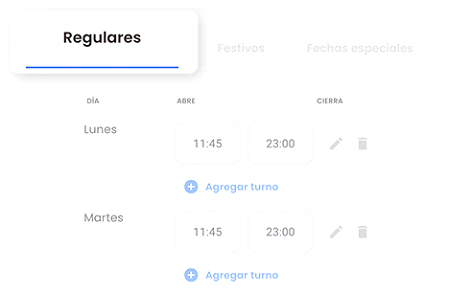 Regulares Festivos Fechas especiales
DÍA ABRE CIERRA
Lunes
11:45 23:00
Agregar turno
Martes
11:45 23:00
Agregar turno